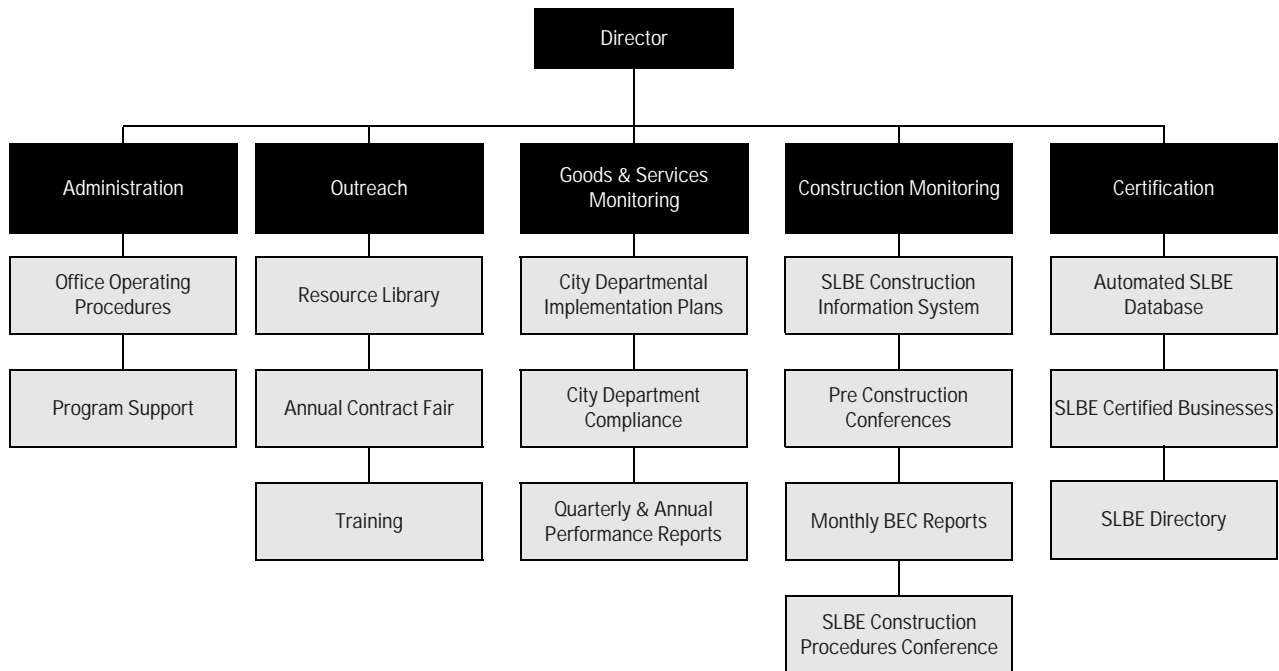 Director
Administration
Outreach
Goods & Services
Monitoring
Construction Monitoring
Certification
Office Operating
Procedures
Program Support
Resource Library
Annual Contract Fair
Training
City Departmental
Implementation Plans
City Department
Compliance
Quarterly & Annual
Performance Reports
SLBE Construction
Information System
Pre Construction
Conferences
Monthly BEC Reports
SLBE Construction
Procedures Conference
Automated SLBE
Database
SLBE Certified Businesses
SLBE Directory